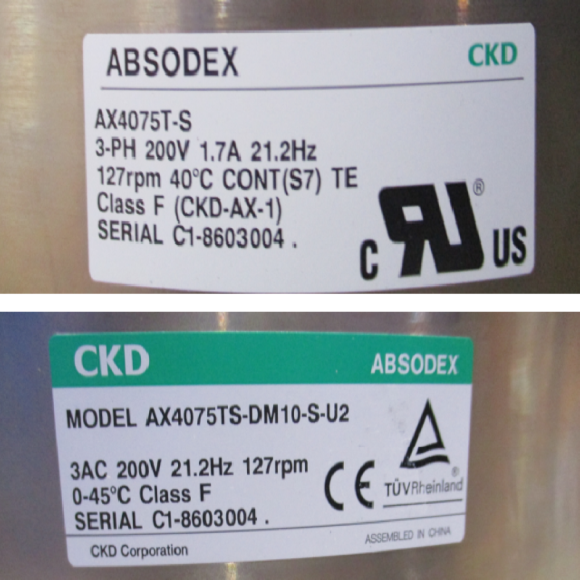 ABSODEX CKD
AX4075T-S
3-PH 200V 1.7A 21.2Hz
127rpm 40°C CONT(S7) TE
Class F (CKD-AX-1)
SERIAL C1-8603004 .
C RU ® US
CKD ABSODEX
MODEL AX4075TS-DM10-S-U2
3AC 200V 21.2Hz 127rpm
0-45°C Class F
SERIAL C1-8603004 .
CE
TÜVRheinland ®
CKD Corporation
ASSEMBLED IN CHINA